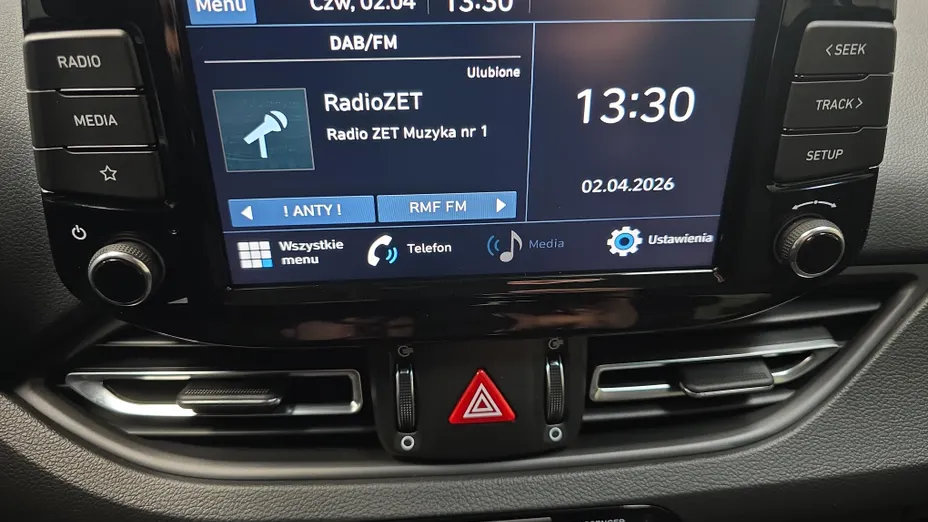 Menu
Czw, 02.04
13:30
DAB/FM
Ulubione
RadioZET
Radio ZET Muzyka nr 1
! ANTY !
RMF FM
13:30
02.04.2026
Wszystkie
menu
Telefon
Media
Ustawienia
RADIO
MEDIA
< SEEK
TRACK >
SETUP